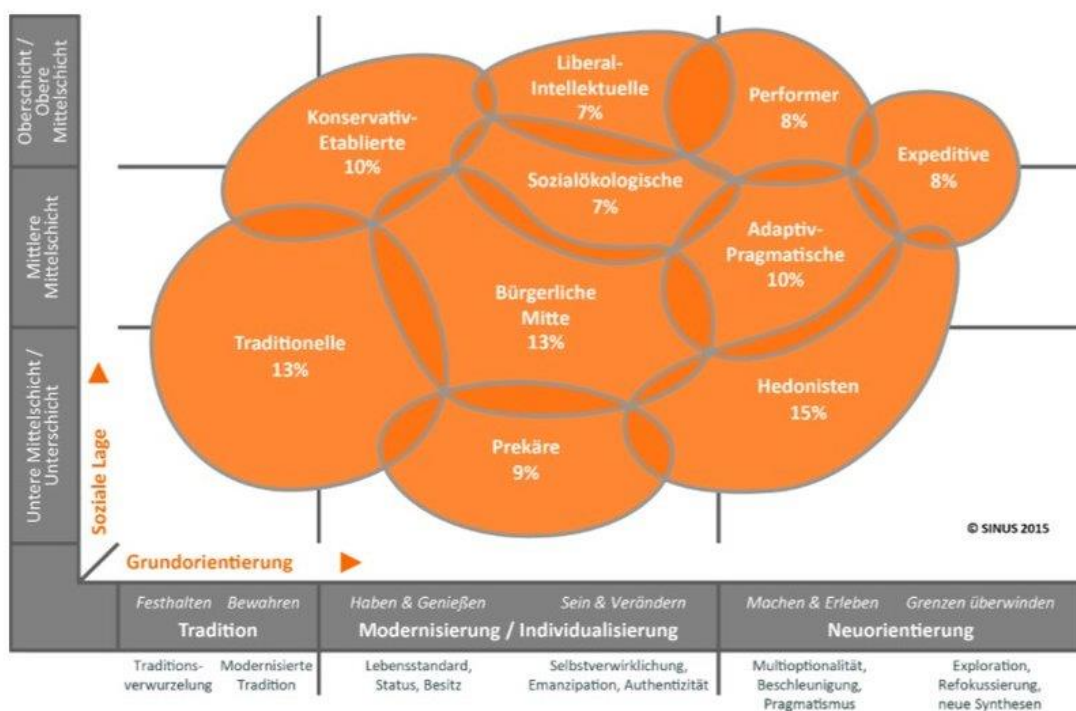 Oberschicht /
Obere
Mittelschicht
Mittlere
Mittelschicht
Untere Mittelschicht /
Unterschicht
Soziale Lage
Konservativ-
Etablierte
10%
Liberal-
Intellektuelle
7%
Performer
8%
Expeditive
8%
Sozialökologische
7%
Adaptiv-
Pragmatische
10%
Bürgerliche
Mitte
13%
Traditionelle
13%
Hedonisten
15%
Prekäre
9%
© SINUS 2015
Grundorientierung
Festhalten Bewahren
Tradition
Haben & Genießen Sein & Verändern
Modernisierung / Individualisierung
Machen & Erleben Grenzen überwinden
Neuorientierung
Traditions-
verwurzelung
Modernisierte
Tradition
Lebensstandard,
Status, Besitz
Selbstverwirklichung,
Emanzipation, Authentizität
Multioptionalität,
Beschleunigung,
Pragmatismus
Exploration,
Refokussierung,
neue Synthesen